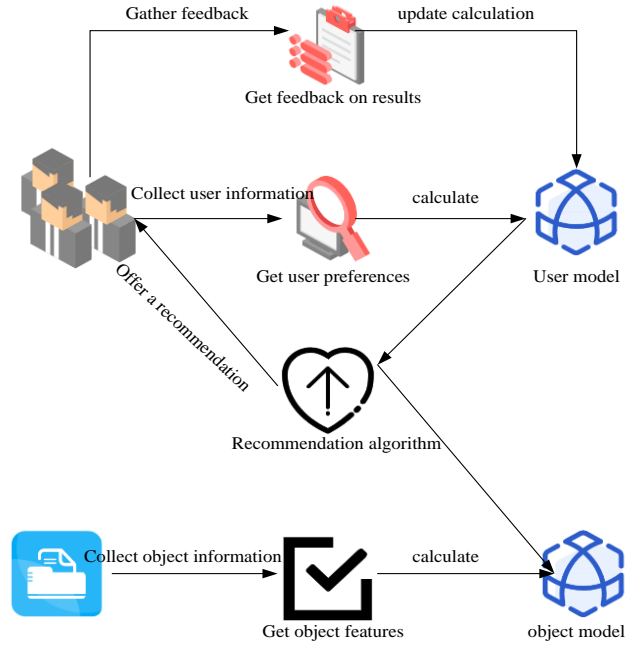 Gather feedback
update calculation
Get feedback on results
Collect user information
calculate
Get user preferences
User model
Offer a recommendation
Recommendation algorithm
Collect object information
calculate
Get object features
object model